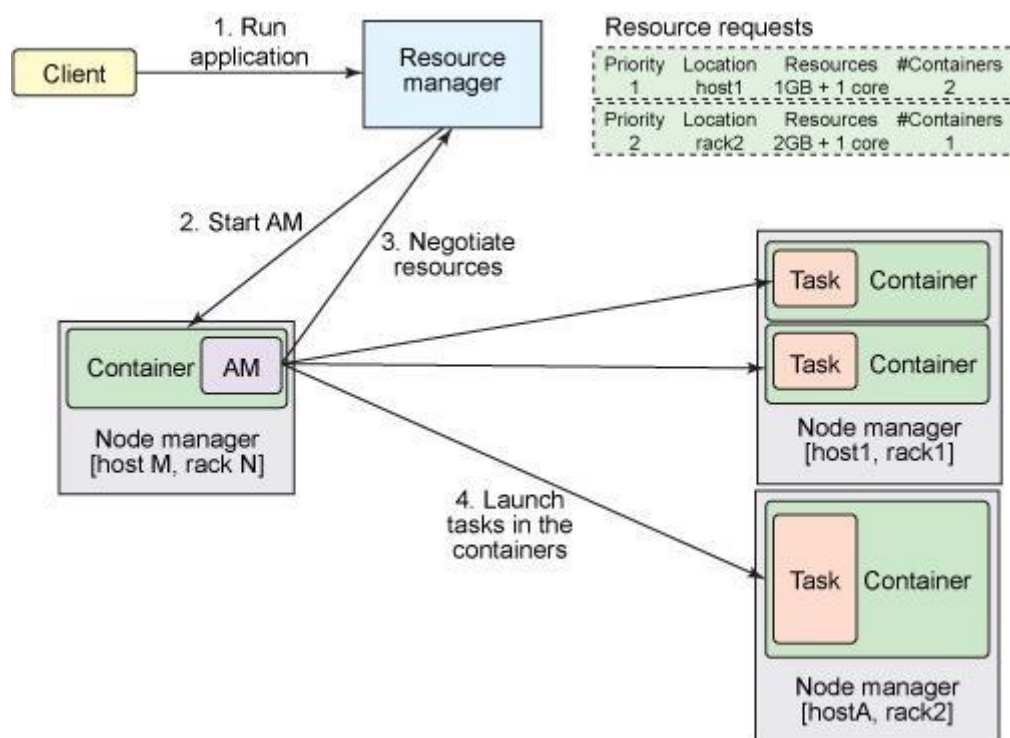 1. Run
application
Client
Resource
manager
Resource requests
Priority Location Resources #Containers
1 host1 1GB + 1 core 2
Priority Location Resources #Containers
2 rack2 2GB + 1 core 1
2. Start AM
3. Negotiate
resources
Container AM
Node manager
[host M, rack N]
Task Container
Task Container
Node manager
[host1, rack1]
4. Launch
tasks in the
containers
Task Container
Node manager
[hostA, rack2]